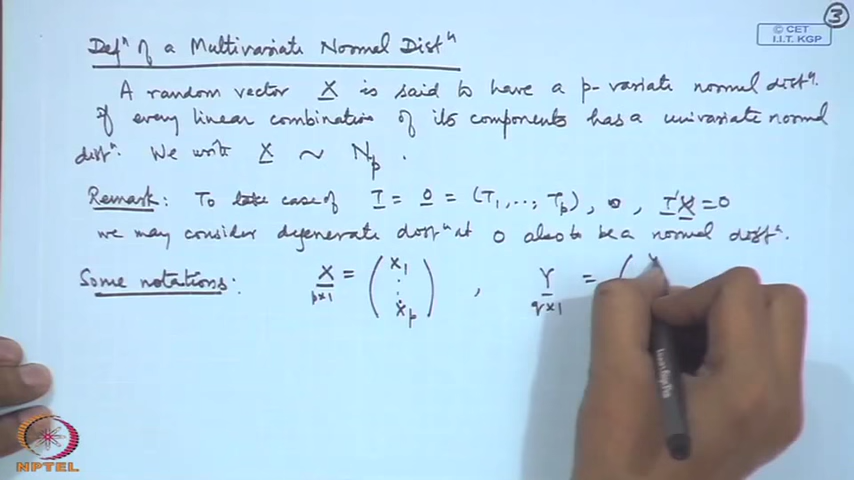 3
© CET
I.I.T. KGP
Defⁿ of a Multivariate Normal Distⁿ
A random vector X is said to have a p-variate normal distⁿ.
if every linear combination of its components has a univariate normal
distⁿ. We write X ~ Nₚ.
Remark: To take care of T = 0 = (T₁, .., Tₚ), 0, T'X = 0
we may consider degenerate distⁿ at 0 also to be a normal distⁿ.
Some notations: X p×1 = (X₁ ⋮ Xₚ), Y q×1 = (
NPTEL